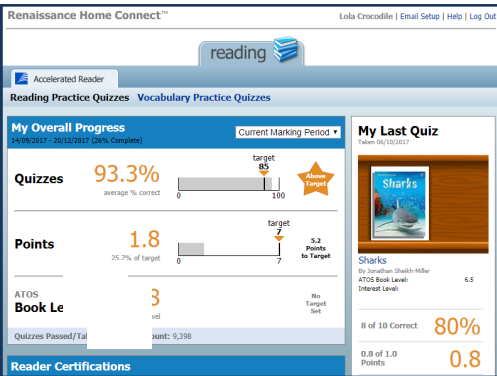 Renaissance Home Connect™
Lola Crocodile | Email Setup | Help | Log Out
reading
Accelerated Reader
Reading Practice Quizzes Vocabulary Practice Quizzes
My Overall Progress
14/09/2017 - 20/12/2017 (26% Complete)
Current Marking Period
Quizzes
93.3%
average % correct
target
85
0 100
Above
Target
Points
1.8
25.7% of target
target
7
0 7
5.2
Points
to Target
ATOS
Book Le
No
Target
Set
Quizzes Passed/Ta
ount: 9,398
Reader Certifications
My Last Quiz
Taken 06/10/2017
Sharks
Sharks
By Jonathan Sheikh-Miller
ATOS Book Level: 6.5
Interest Level:
8 of 10 Correct 80%
0.8 of 1.0
Points
0.8